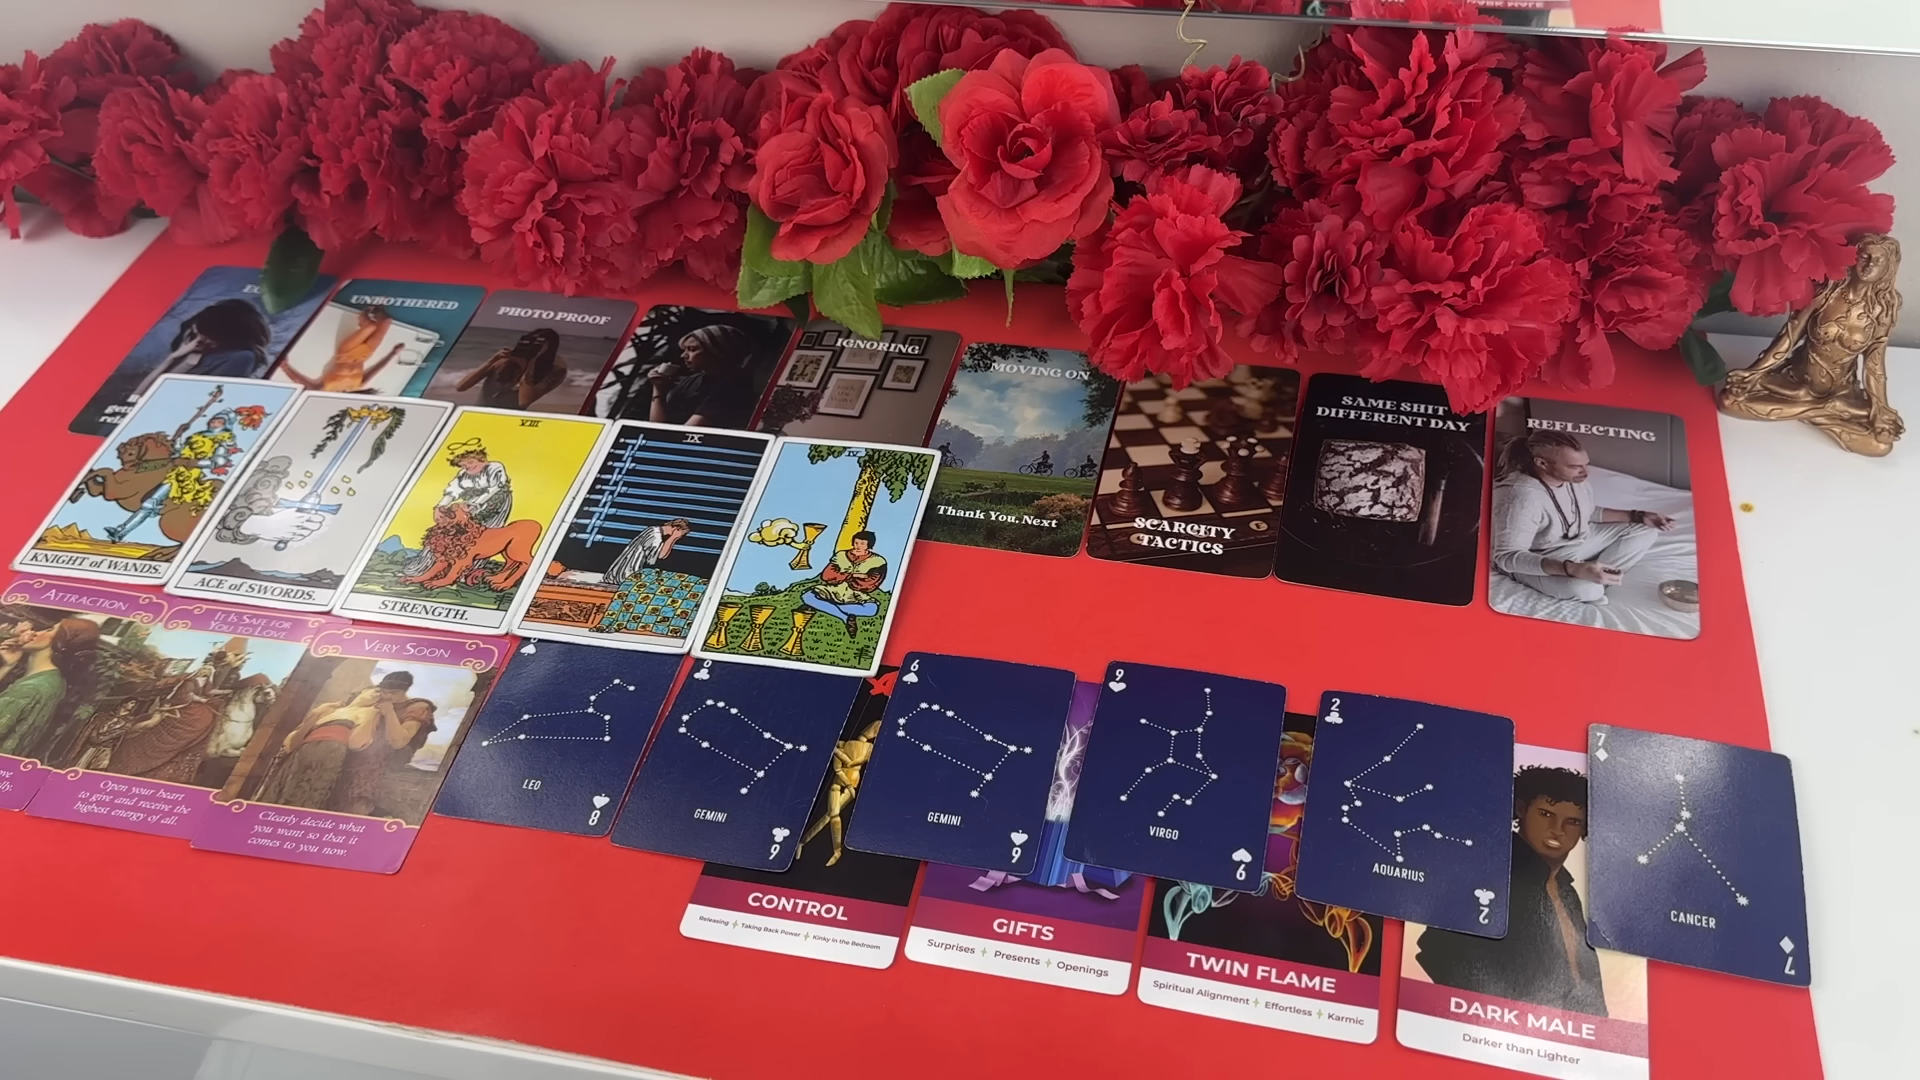 UNBOTHERED
PHOTO PROOF
IGNORING
MOVING ON
Thank You, Next
SCARCITY
TACTICS
SAME SHIT
DIFFERENT DAY
REFLECTING
KNIGHT of WANDS.
ACE of SWORDS.
VIII
STRENGTH.
IX
IV
ATTRACTION
IT IS SAFE FOR
YOU TO LOVE
Open your heart
to give and receive the
highest energy of all.
VERY SOON
Clearly decide what
you want so that it
comes to you now.
LEO
8
GEMINI
6
6
GEMINI
6
9
VIRGO
9
2
AQUARIUS
2
7
CANCER
7
CONTROL
Releasing Taking Back Power Kinky in the Bedroom
GIFTS
Surprises Presents Openings
TWIN FLAME
Spiritual Alignment Effortless Karmic
DARK MALE
Darker than Lighter